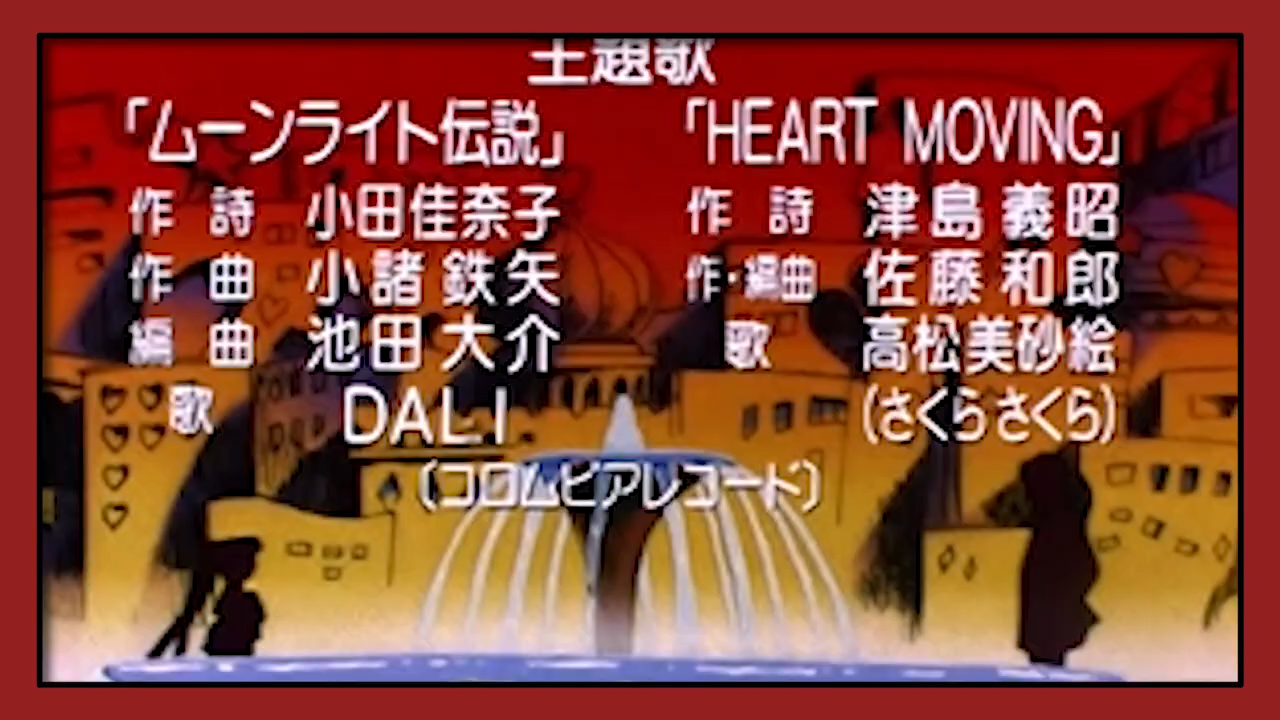 主題歌
「ムーンライト伝説」 「HEART MOVING」
作詩 小田佳奈子 作詩 津島義昭
作曲 小諸鉄矢 作・編曲 佐藤和郎
編曲 池田大介 歌 高松美砂絵
歌 DALI (さくらさくら)
(コロムビアレコード)